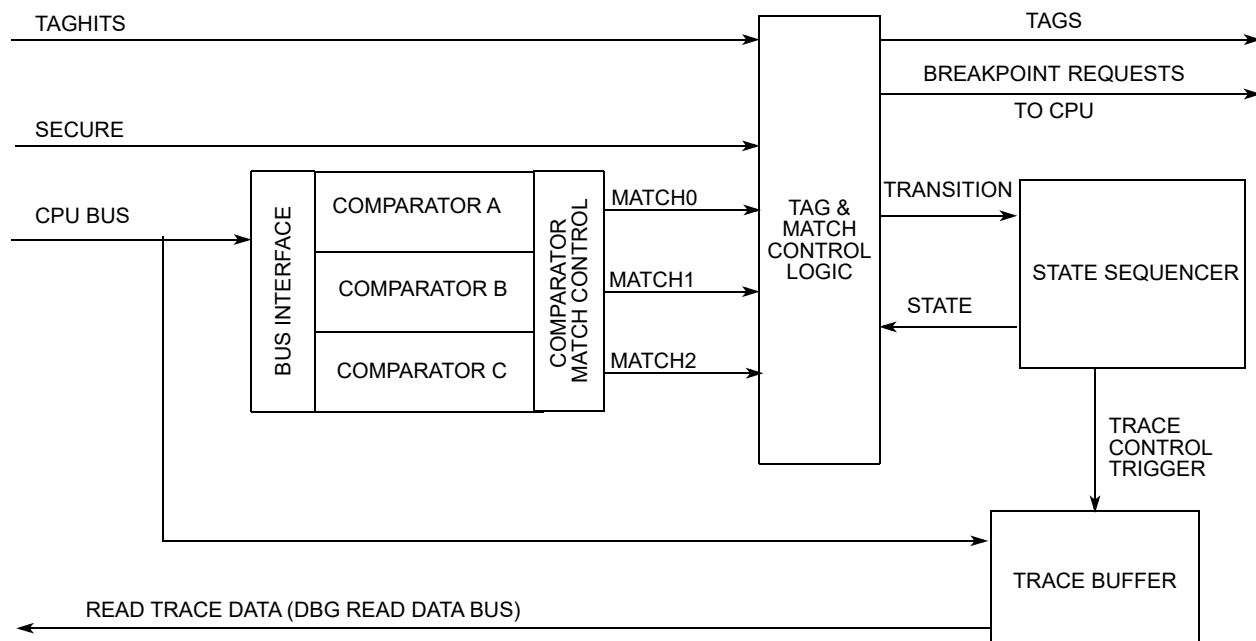 TAGHITS
TAGS
BREAKPOINT REQUESTS
TO CPU
SECURE
CPU BUS
BUS INTERFACE
COMPARATOR A
COMPARATOR B
COMPARATOR C
COMPARATOR
MATCH CONTROL
MATCH0
MATCH1
MATCH2
TAG &
MATCH
CONTROL
LOGIC
TRANSITION
STATE
STATE SEQUENCER
TRACE
CONTROL
TRIGGER
TRACE BUFFER
READ TRACE DATA (DBG READ DATA BUS)